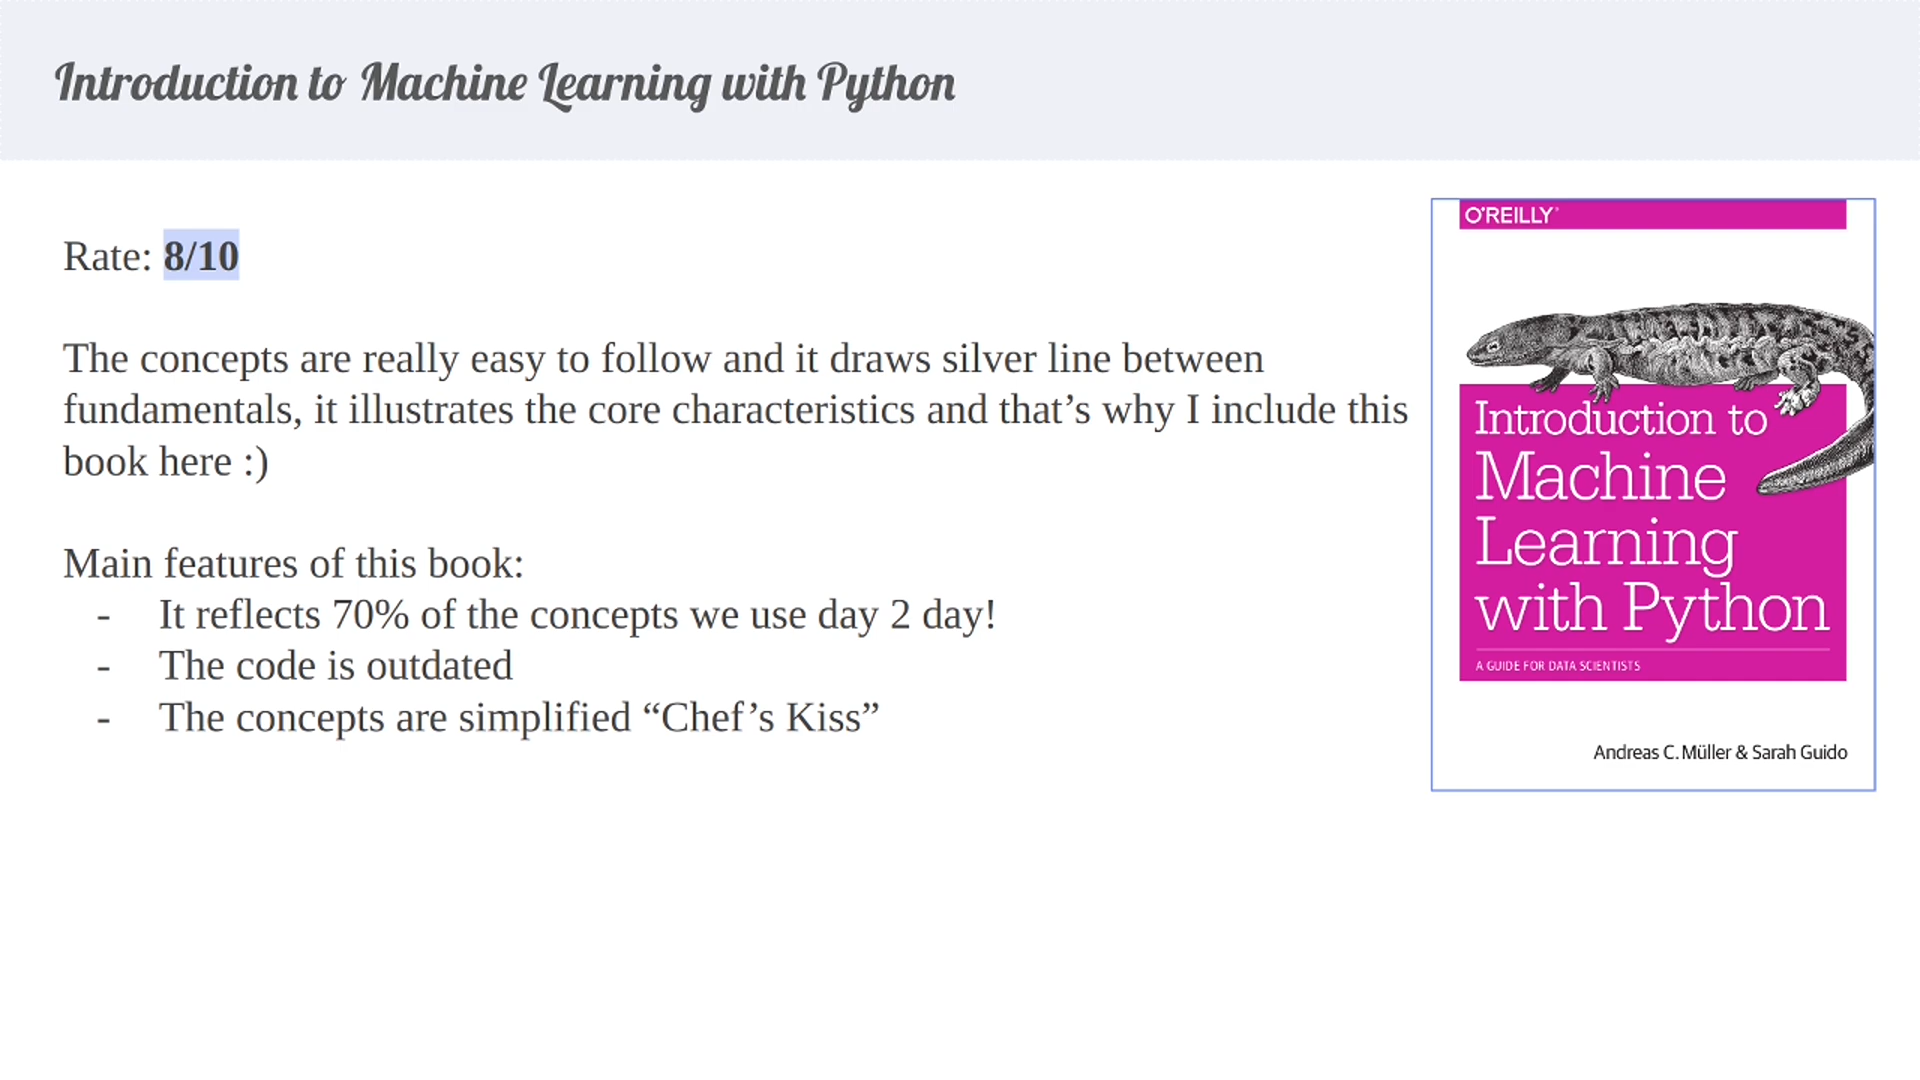 Introduction to Machine Learning with Python
Rate: 8/10
The concepts are really easy to follow and it draws silver line between
fundamentals, it illustrates the core characteristics and that’s why I include this
book here :)
Main features of this book:
- It reflects 70% of the concepts we use day 2 day!
- The code is outdated
- The concepts are simplified “Chef’s Kiss”
O'REILLY®
Introduction to
Machine
Learning
with Python
A GUIDE FOR DATA SCIENTISTS
Andreas C. Müller & Sarah Guido